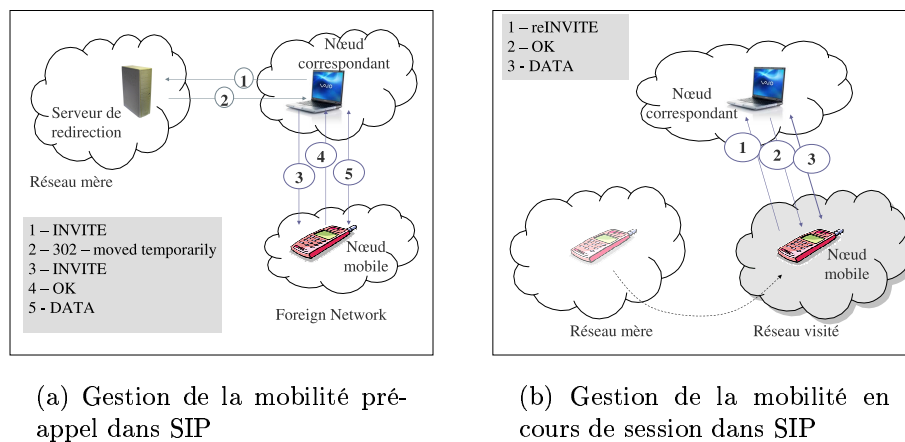 Nœud
correspondant
1
2
Serveur de
redirection
3
4
5
Réseau mère
1 – INVITE
2 – 302 – moved temporarily
3 – INVITE
4 – OK
5 - DATA
Nœud
mobile
Foreign Network
(a) Gestion de la mobilité pré-
appel dans SIP
1 – reINVITE
2 – OK
3 - DATA
Nœud
correspondant
1
2
3
Nœud
mobile
Réseau mère
Réseau visité
(b) Gestion de la mobilité en
cours de session dans SIP